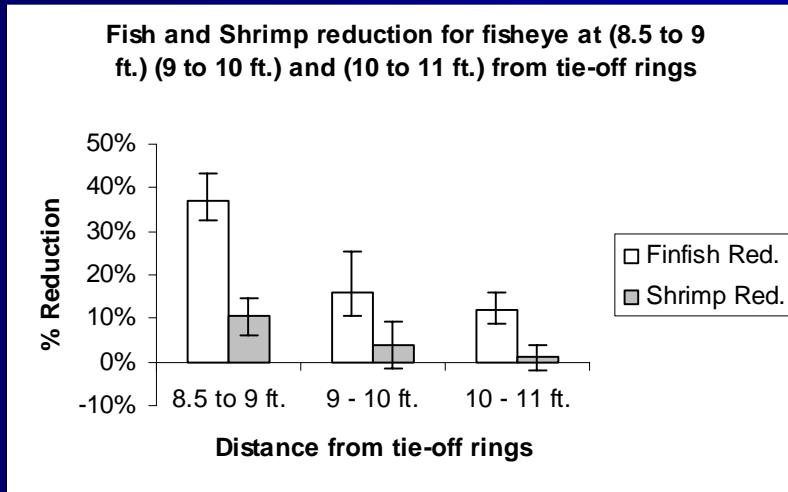 Fish and Shrimp reduction for fisheye at (8.5 to 9
ft.) (9 to 10 ft.) and (10 to 11 ft.) from tie-off rings
50%
40%
30%
20%
10%
0%
-10%
% Reduction
8.5 to 9 ft.
9 - 10 ft.
10 - 11 ft.
Distance from tie-off rings
Finfish Red.
Shrimp Red.